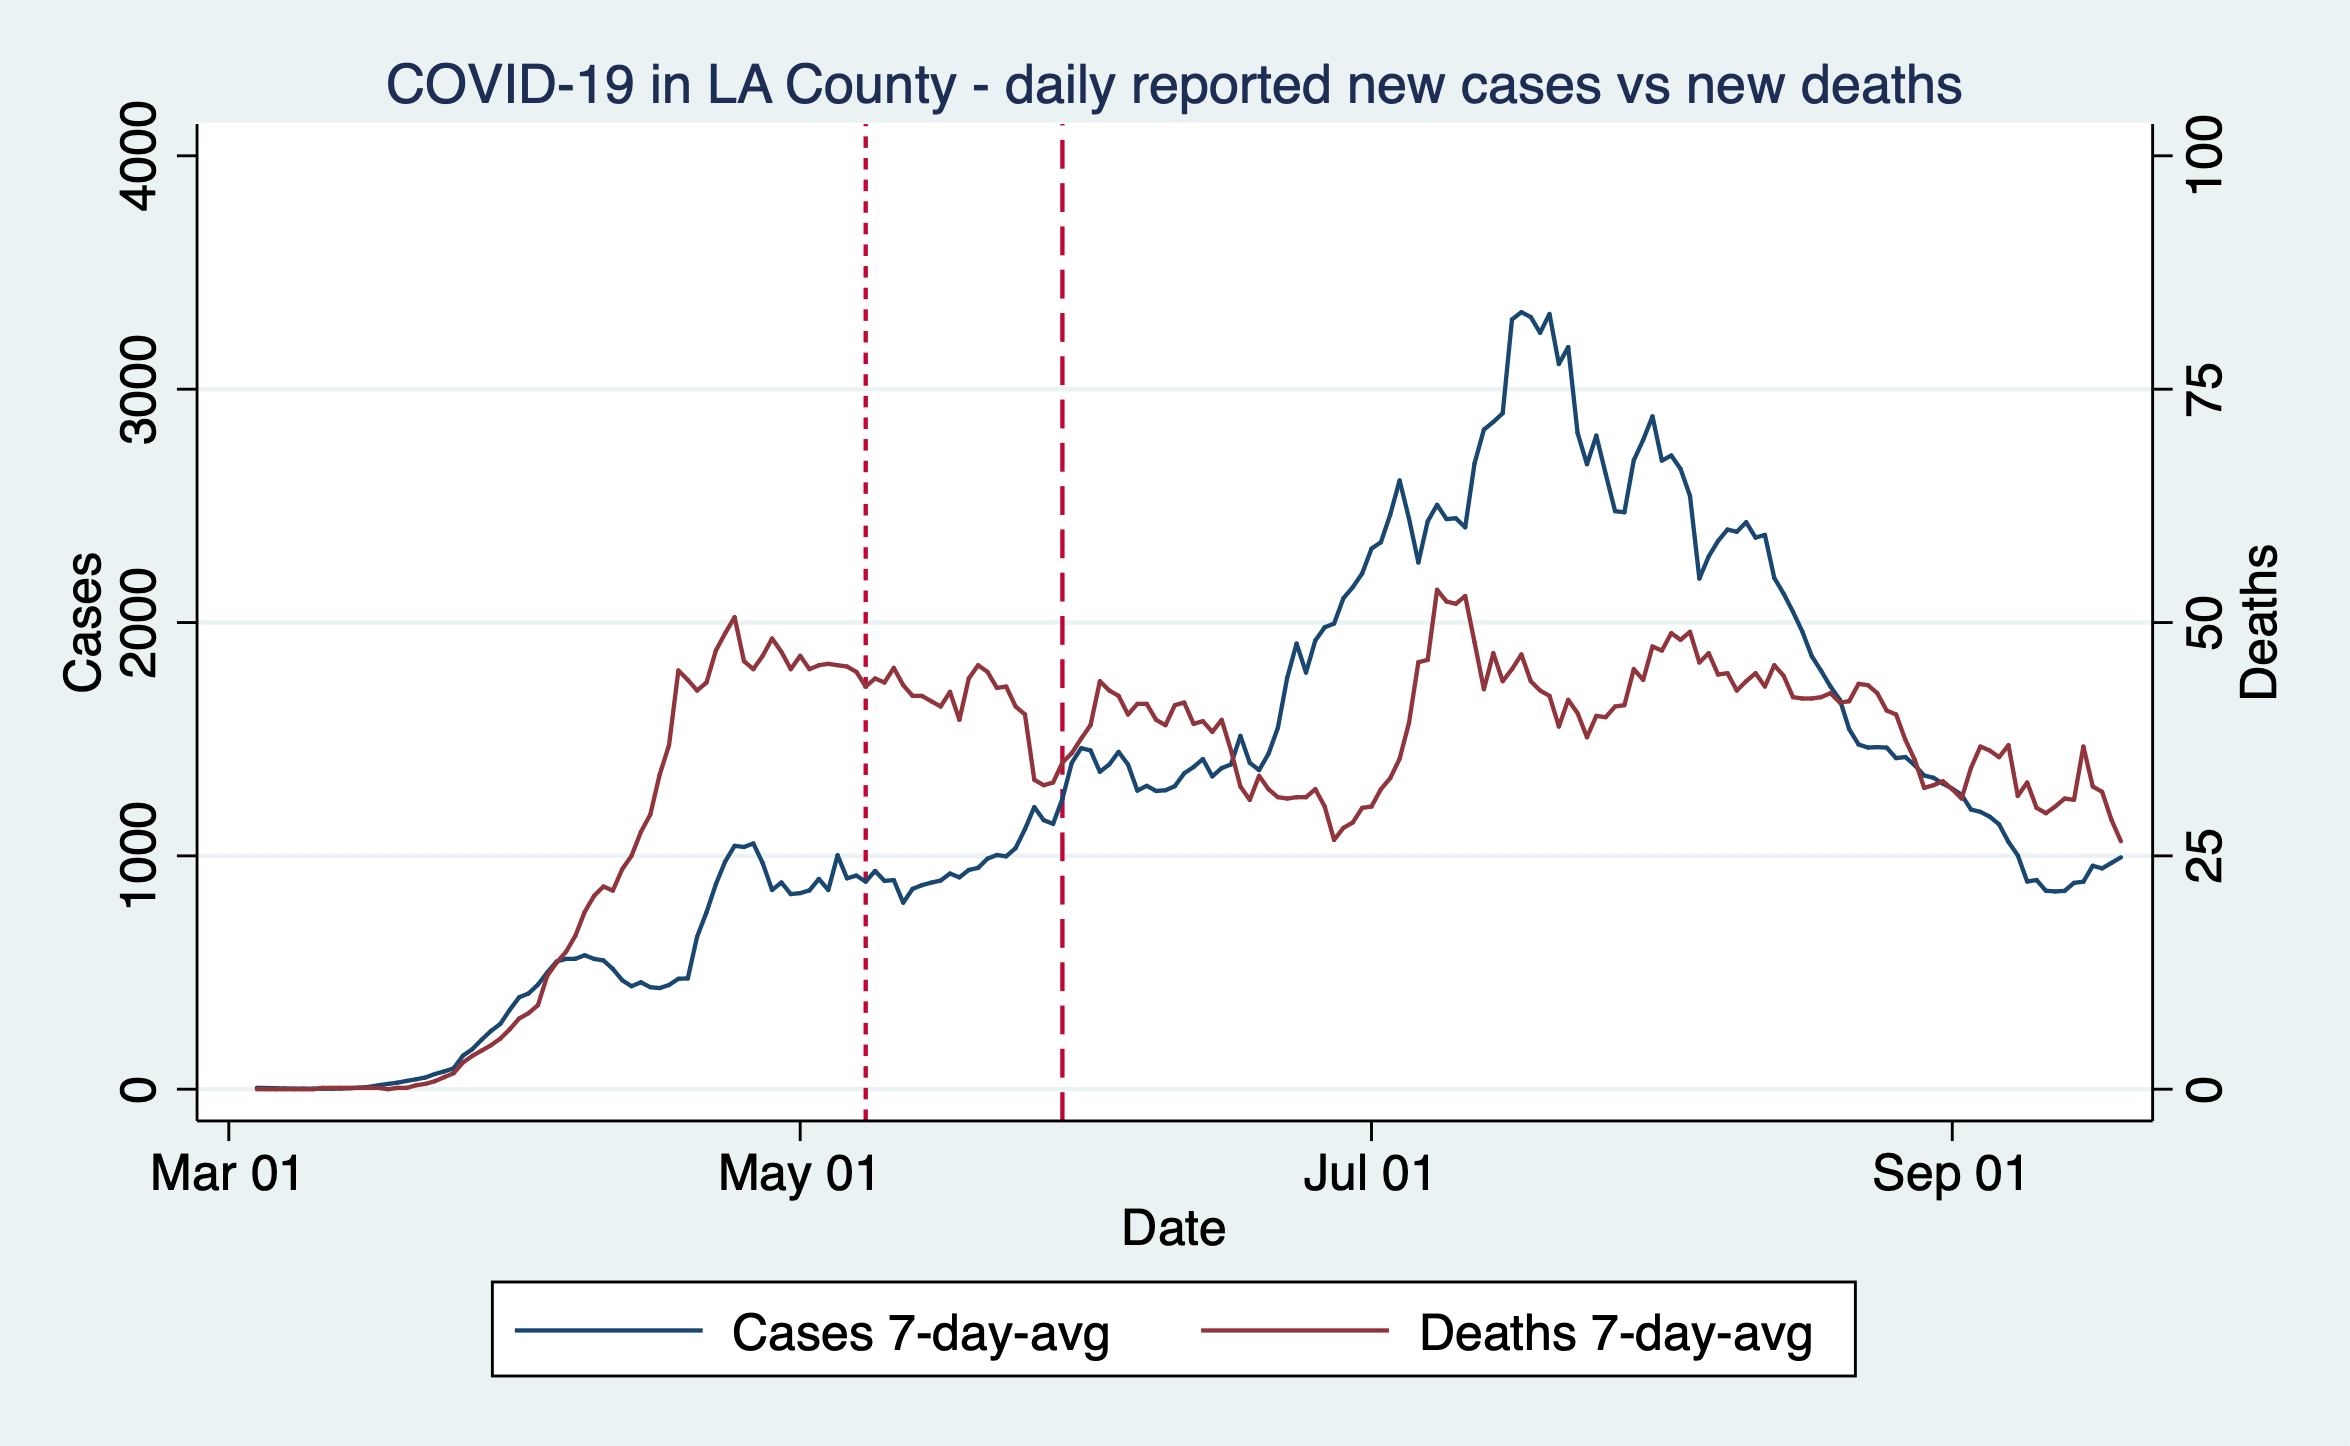 COVID-19 in LA County - daily reported new cases vs new deaths
4000
3000
2000
1000
0
Cases
100
75
50
25
0
Deaths
Mar 01
May 01
Jul 01
Sep 01
Date
Cases 7-day-avg
Deaths 7-day-avg